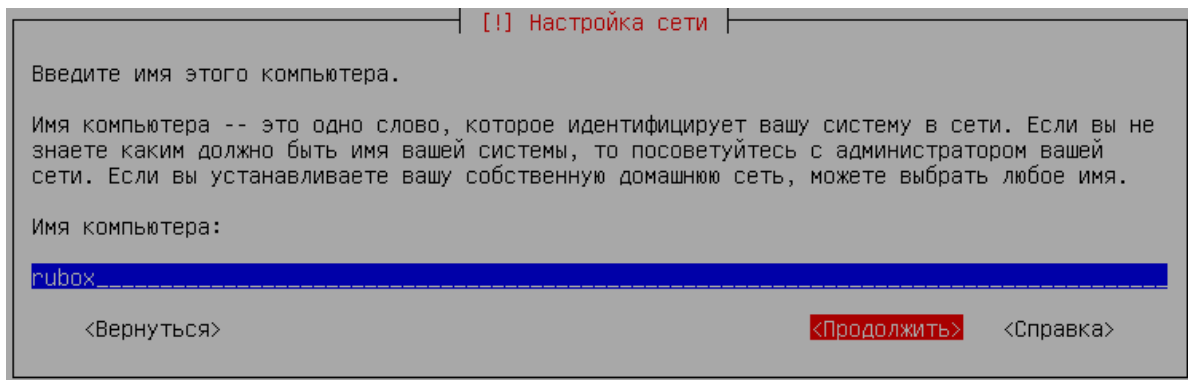 [!] Настройка сети
Введите имя этого компьютера.
Имя компьютера -- это одно слово, которое идентифицирует вашу систему в сети. Если вы не
знаете каким должно быть имя вашей системы, то посоветуйтесь с администратором вашей
сети. Если вы устанавливаете вашу собственную домашнюю сеть, можете выбрать любое имя.
Имя компьютера:
rubox
<Вернуться> <Продолжить> <Справка>